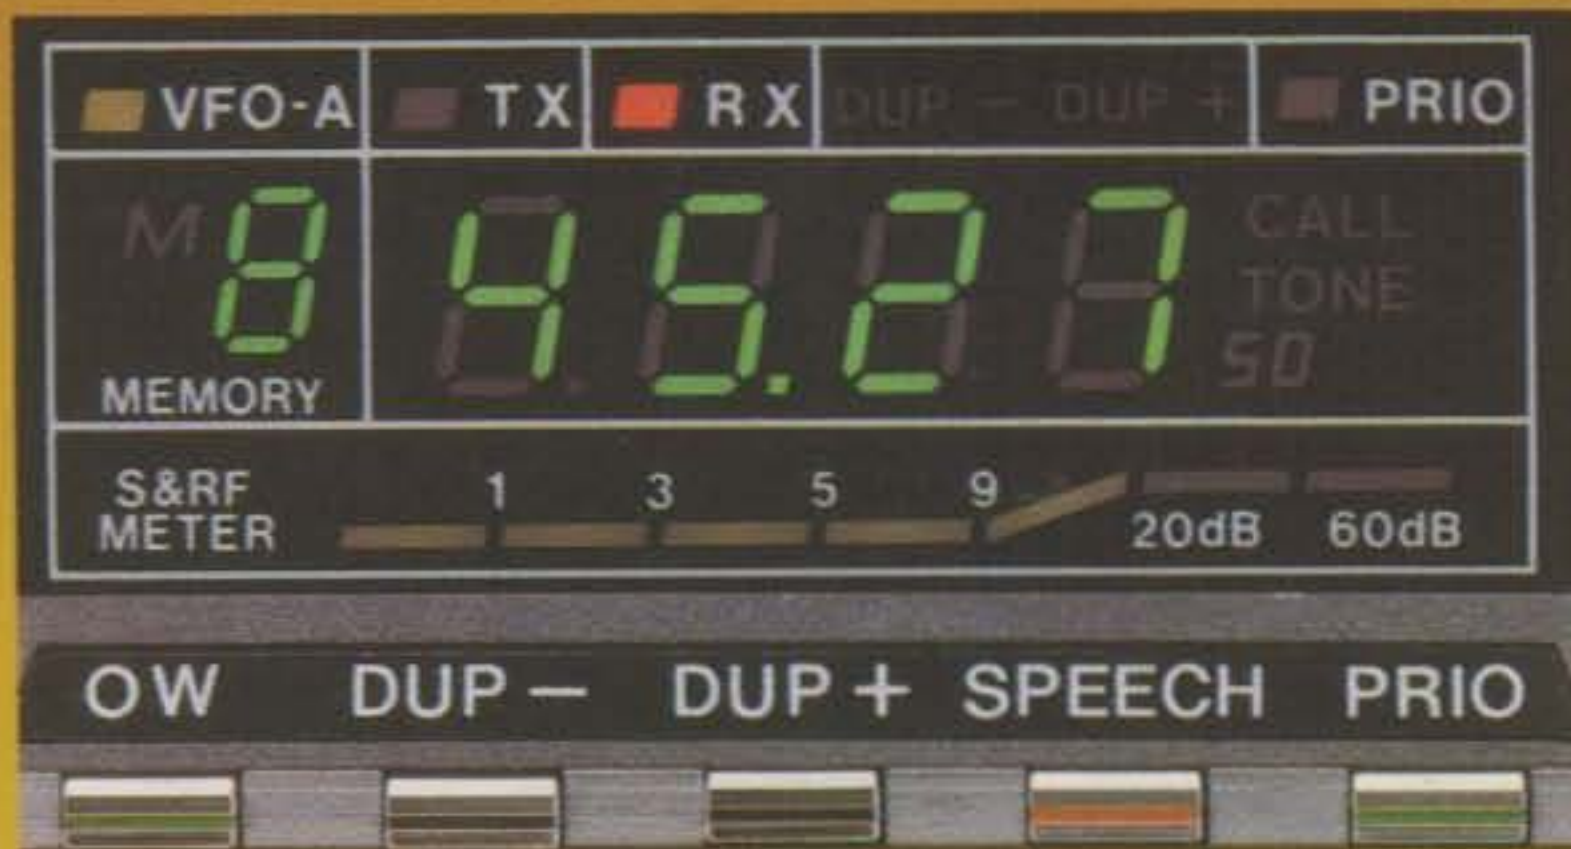 VFO-A TX RX DUP - DUP + PRIO
M 8 45.27 CALL
TONE
50
MEMORY
S&RF 1 3 5 9
METER 20dB 60dB
OW DUP - DUP + SPEECH PRIO